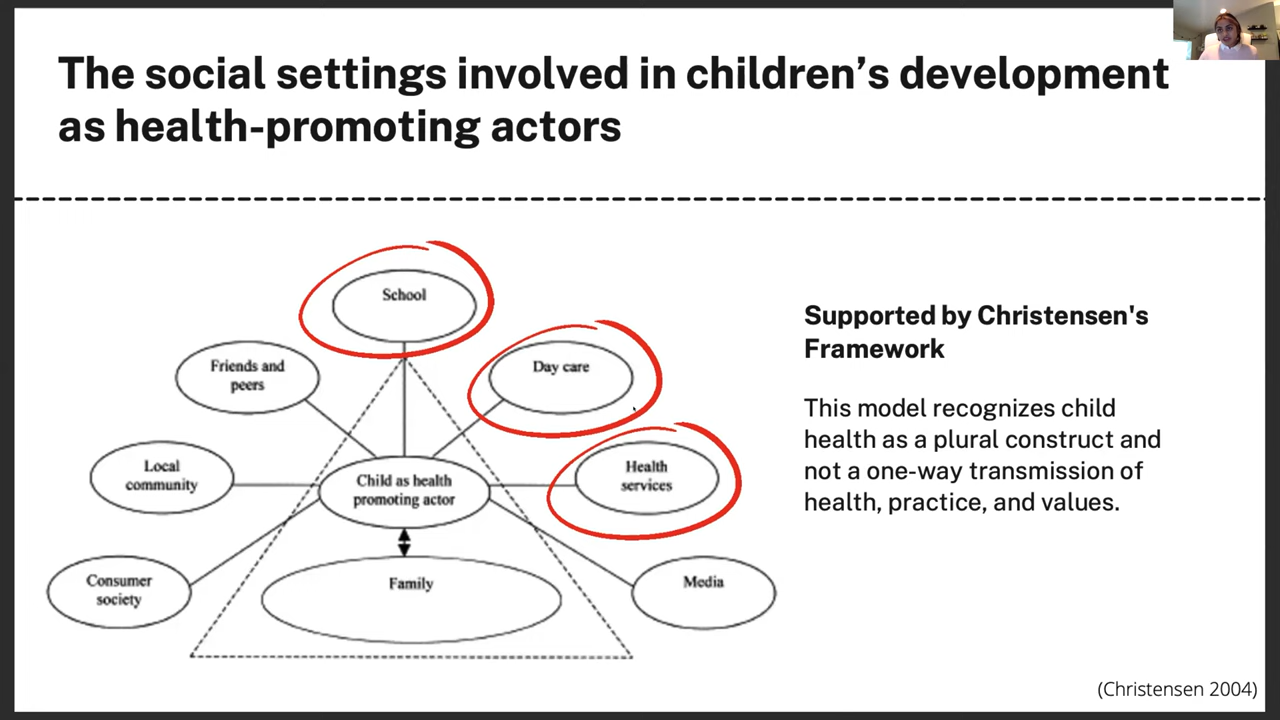 The social settings involved in children’s development
as health-promoting actors
School
Friends and
peers
Day care
Local
community
Child as health
promoting actor
Health
services
Consumer
society
Family
Media
Supported by Christensen's
Framework
This model recognizes child
health as a plural construct and
not a one-way transmission of
health, practice, and values.
(Christensen 2004)